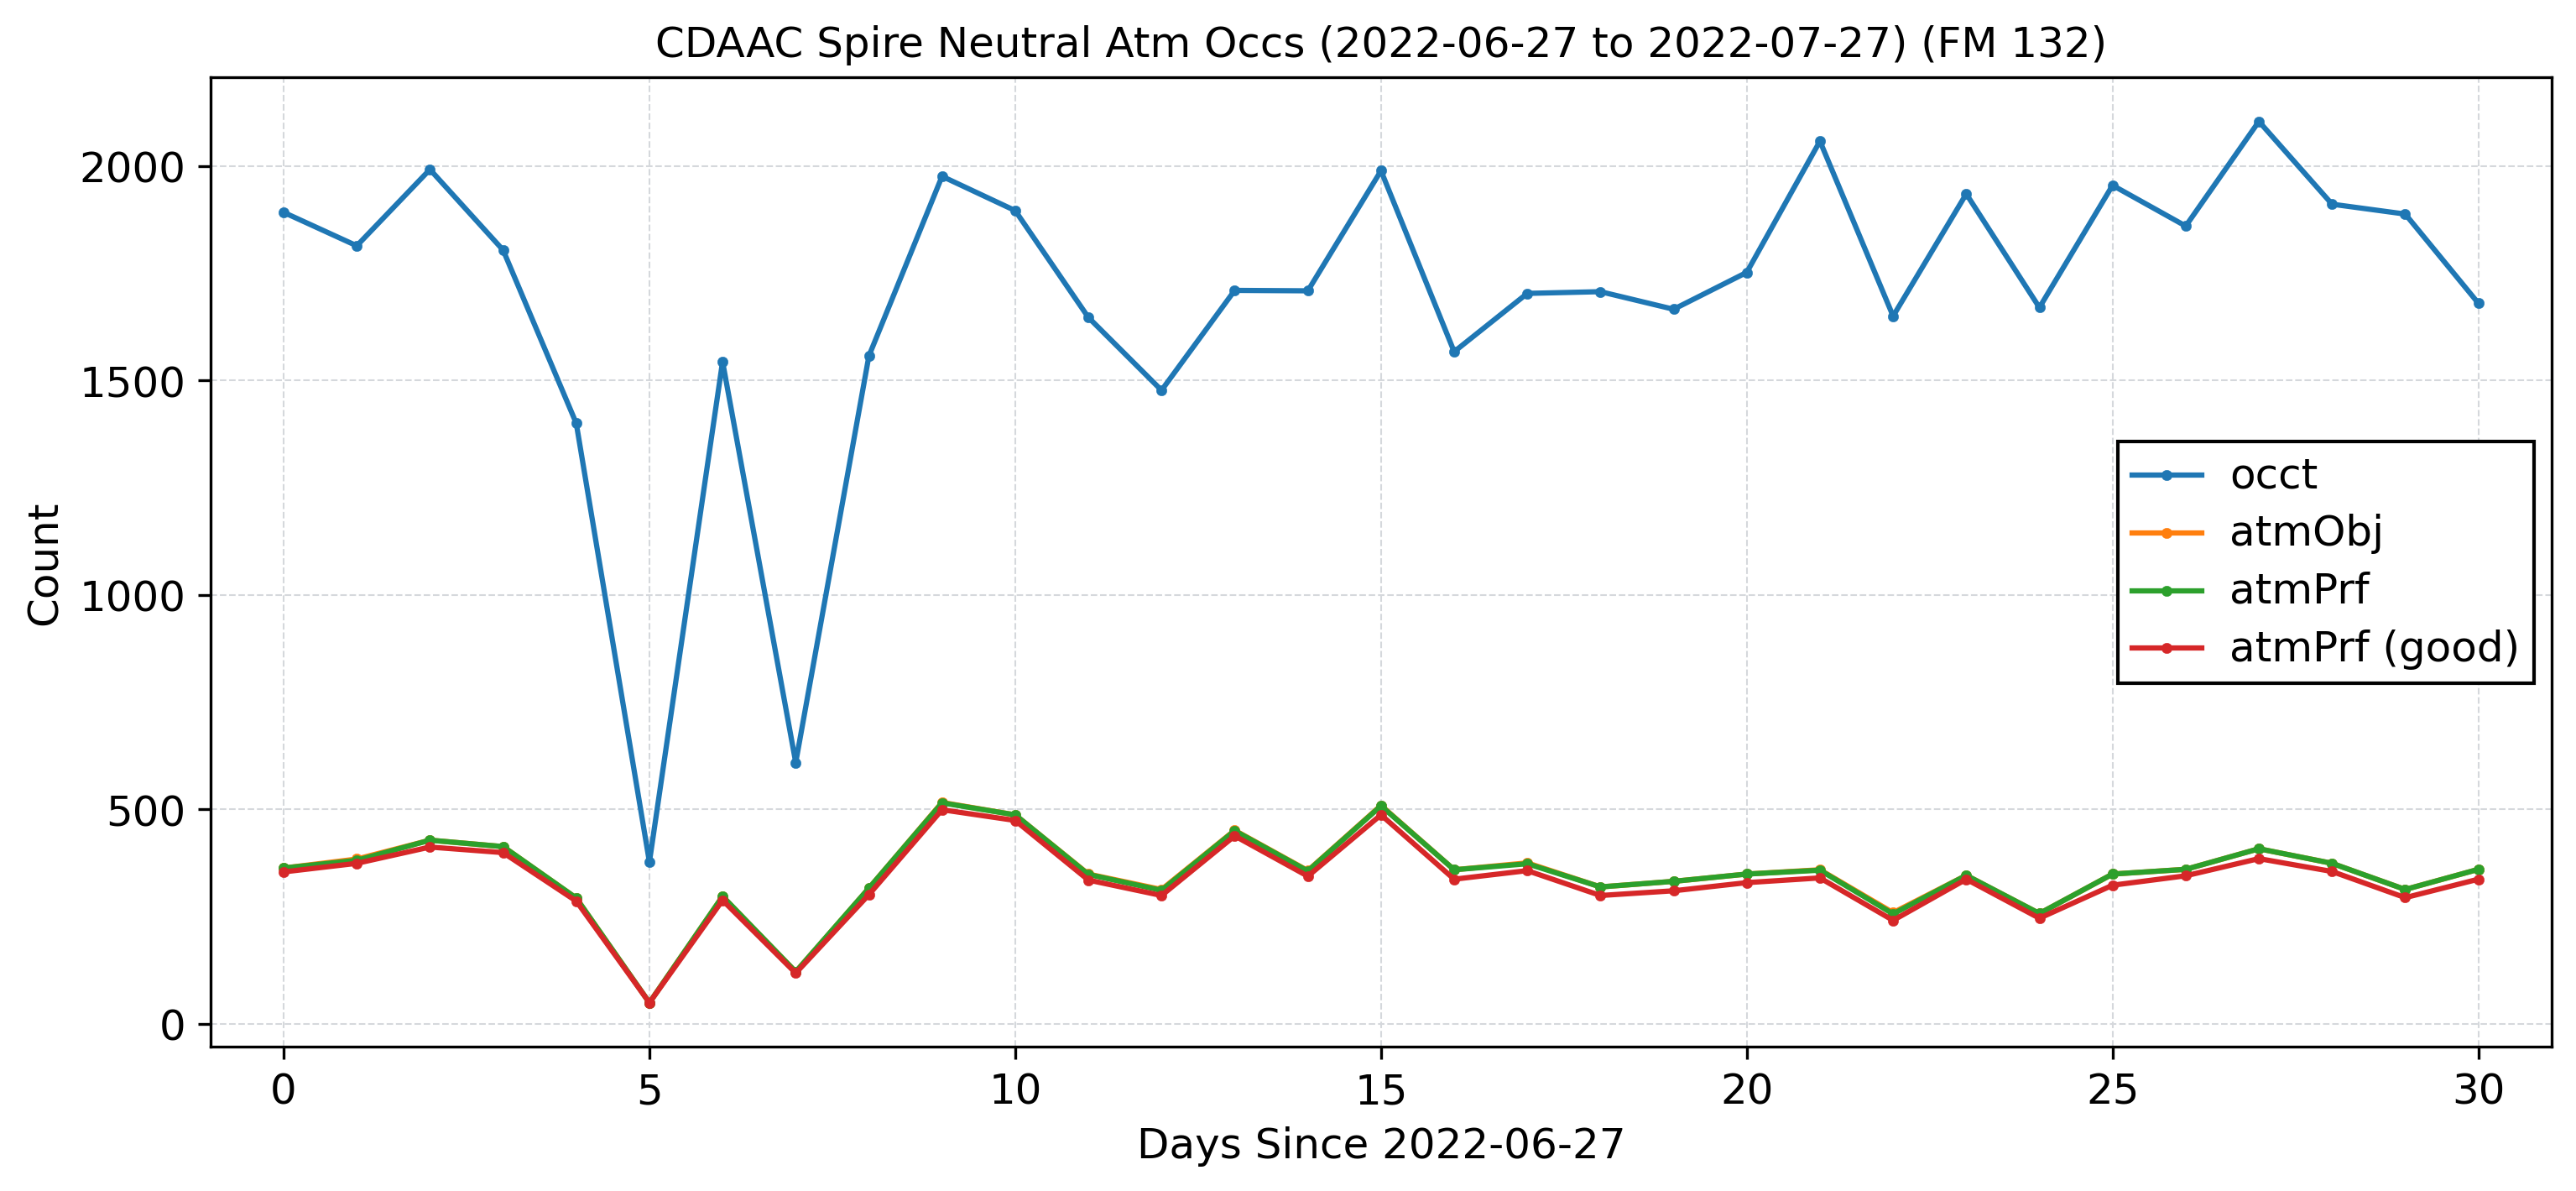 CDAAC Spire Neutral Atm Occs (2022-06-27 to 2022-07-27) (FM 132)
2000
1500
1000
500
0
Count
occt
atmObj
atmPrf
atmPrf (good)
0 5 10 15 20 25 30
Days Since 2022-06-27